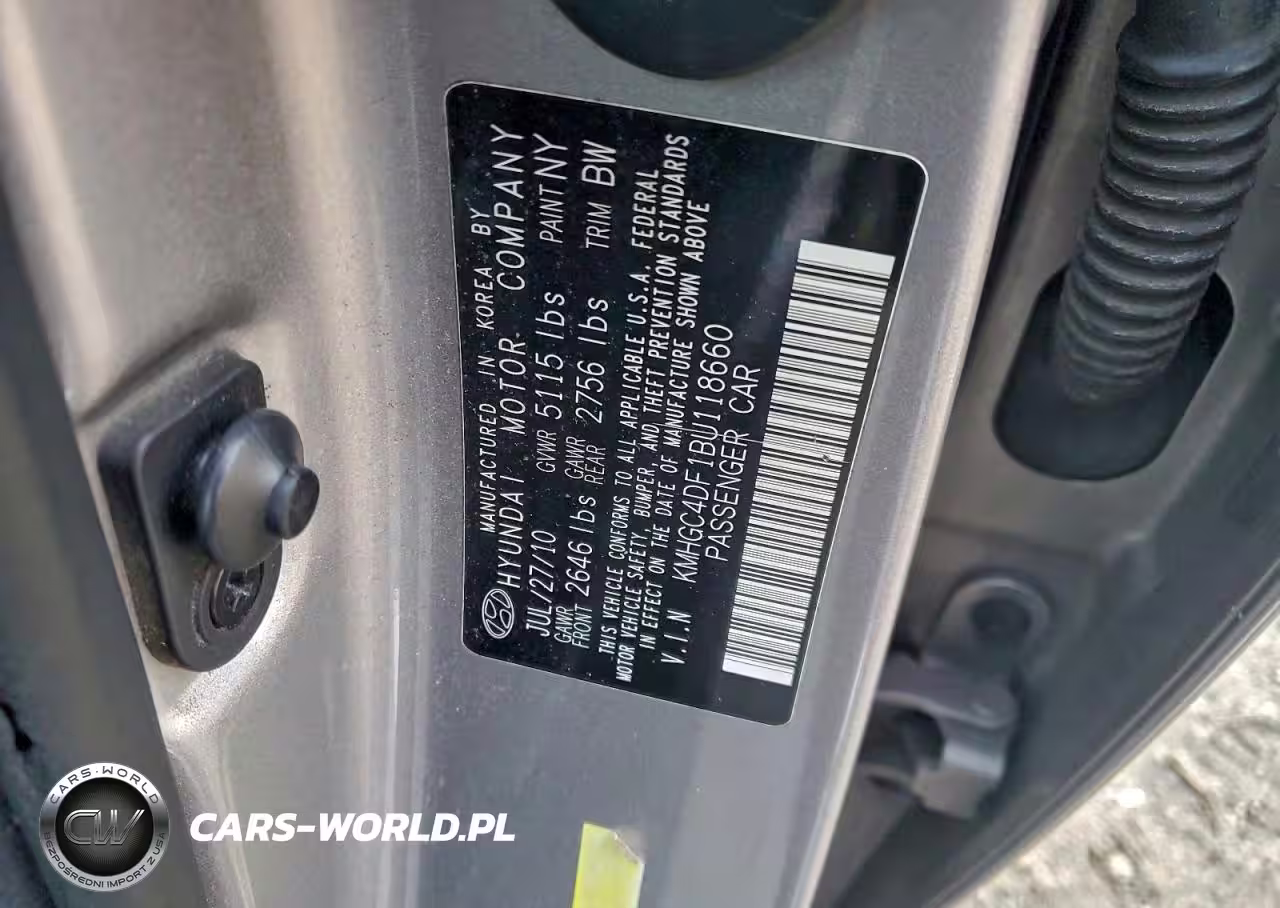 MANUFACTURED IN KOREA BY
HYUNDAI MOTOR COMPANY
JUL/27/10 GVWR 5115 lbs PAINT NY
GAWR FRONT 2646 lbs GAWR REAR 2756 lbs TRIM BW
THIS VEHICLE CONFORMS TO ALL APPLICABLE U.S.A. FEDERAL
MOTOR VEHICLE SAFETY, BUMPER, AND THEFT PREVENTION STANDARDS
IN EFFECT ON THE DATE OF MANUFACTURE SHOWN ABOVE
V.I.N KMHGC4DF1BU118660
PASSENGER CAR
CARS-WORLD
CW
BEZPOŚREDNI IMPORT Z USA
CARS-WORLD.PL